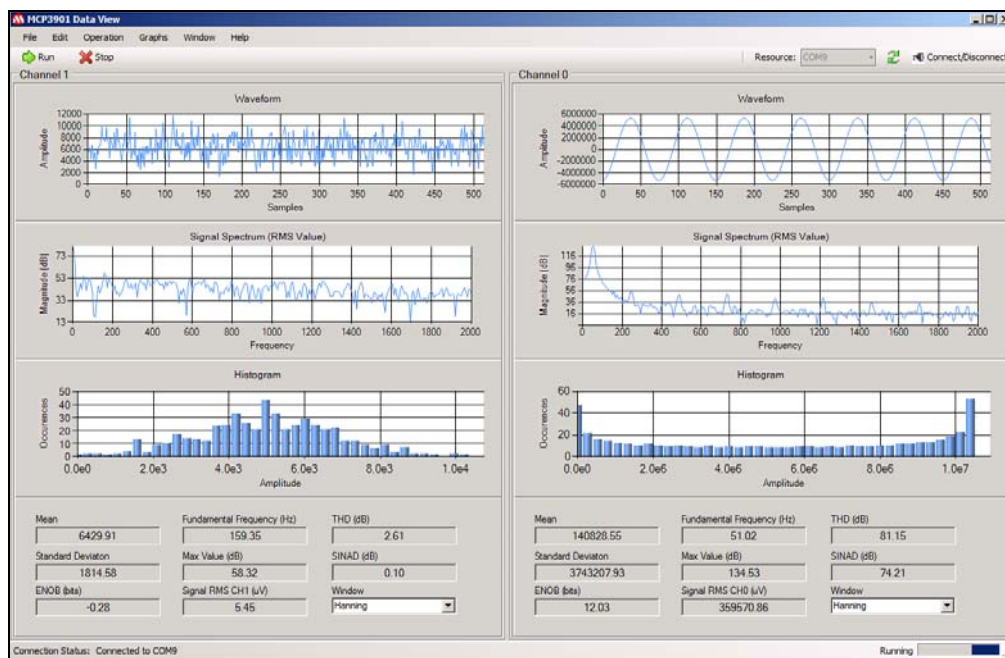 MCP3901 Data View
File Edit Operation Graphs Window Help
Run Stop Resource: COM9 Connect/Disconnect
Channel 1
Waveform
Amplitude
12000
10000
8000
6000
4000
2000
0
0 50 100 150 200 250 300 350 400 450 500
Samples
Signal Spectrum (RMS Value)
Magnitude (dB)
73
53
33
13
0 200 400 600 800 1000 1200 1400 1600 1800 2000
Frequency
Histogram
Occurences
50
40
30
20
10
0
0.0e0 2.0e3 4.0e3 6.0e3 8.0e3 1.0e4
Amplitude
Mean Fundamental Frequency (Hz) THD (dB)
6429.91 159.35 2.61
Standard Deviaton Max Value (dB) SINAD (dB)
1814.58 58.32 0.10
ENOB (bits) Signal RMS CH1 (uV) Window
-0.28 5.45 Hanning
Channel 0
Waveform
Amplitude
6000000
4000000
2000000
0
-2000000
-4000000
-6000000
0 50 100 150 200 250 300 350 400 450 500
Samples
Signal Spectrum (RMS Value)
Magnitude (dB)
116
96
76
56
36
16
0 200 400 600 800 1000 1200 1400 1600 1800 2000
Frequency
Histogram
Occurences
60
40
20
0
0.0e0 2.0e6 4.0e6 6.0e6 8.0e6 1.0e7
Amplitude
Mean Fundamental Frequency (Hz) THD (dB)
140828.55 51.02 81.15
Standard Deviaton Max Value (dB) SINAD (dB)
3743207.93 134.53 74.21
ENOB (bits) Signal RMS CH0 (uV) Window
12.03 359570.86 Hanning
Connection Status: Connected to COM9 Running